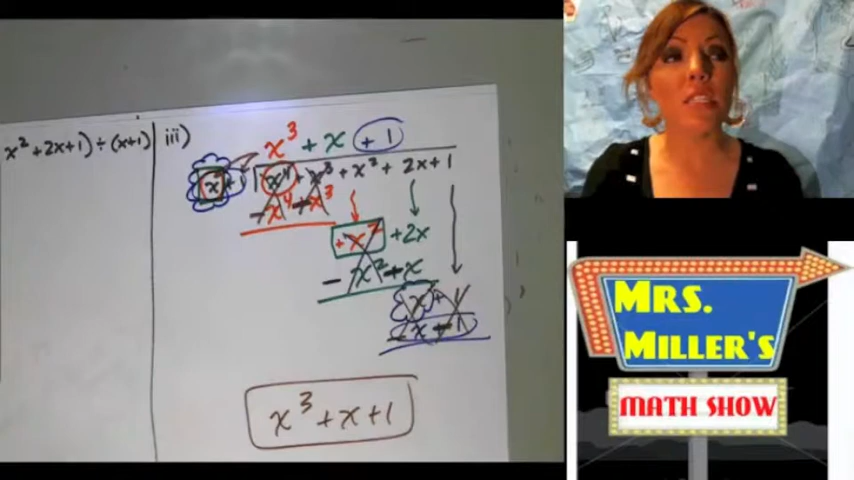 x² + 2x+1) ÷ (x+1)
iii)
x³ + x + 1
x+1 x⁴ + x³ + x² + 2x + 1
- x⁴ + x³
+ x² + 2x
- x² + x
x + 1
- x + 1
x³ + x + 1
MRS.
MILLER'S
MATH SHOW